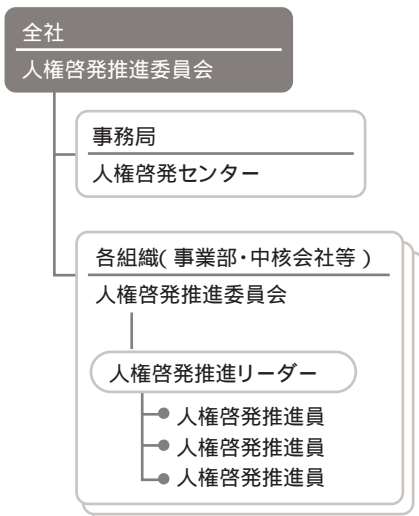 全社
人権啓発推進委員会
事務局
人権啓発センター
各組織( 事業部・中核会社等 )
人権啓発推進委員会
人権啓発推進リーダー
人権啓発推進員
人権啓発推進員
人権啓発推進員